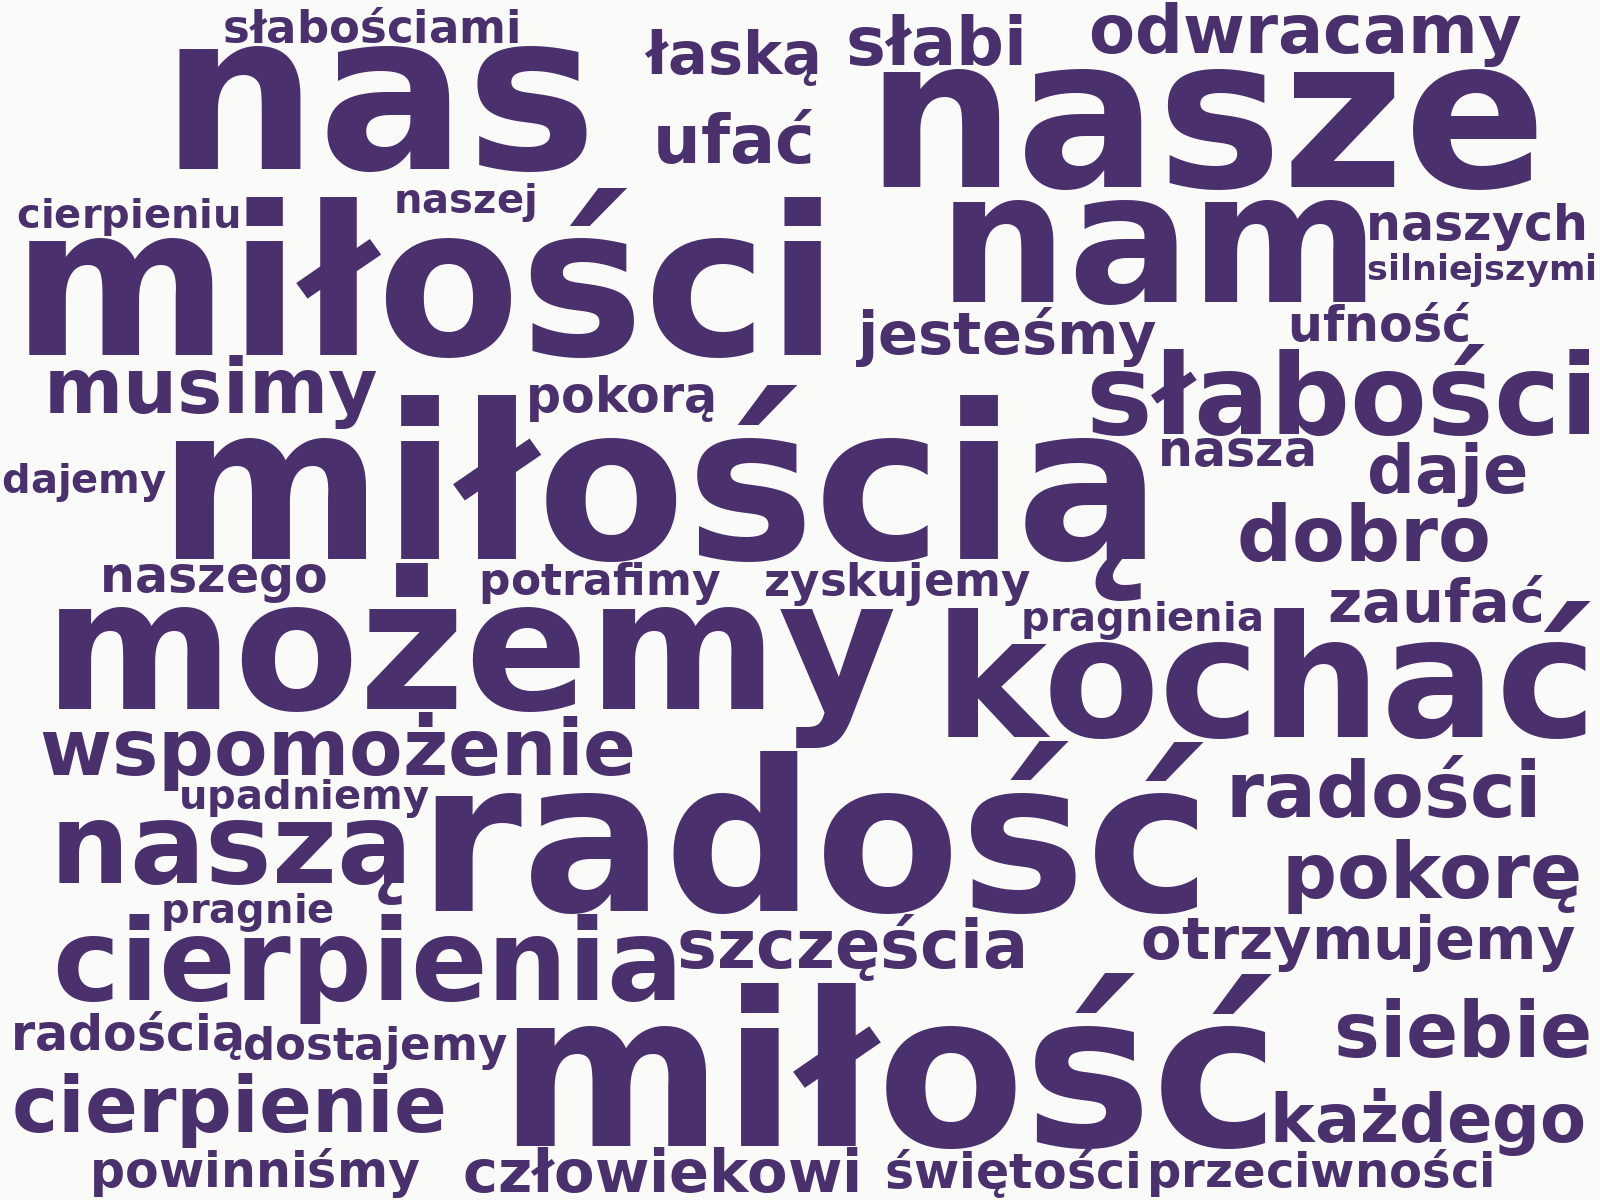 słabościami
nas
łaską
słabi
odwracamy
ufać
nasze
cierpieniu
naszej
miłości
nam
naszych
silniejszymi
jesteśmy
ufność
musimy
pokorą
słabości
miłością
nasza
dajemy
daje
dobro
naszego
potrafimy
zyskujemy
możemy
pragnienia
zaufać
kochać
wspomożenie
upadniemy
radość
radości
naszą
pokorę
pragnie
cierpienia
szczęścia
otrzymujemy
radością
dostajemy
miłość
siebie
cierpienie
każdego
powinniśmy
człowiekowi
świętości
przeciwności